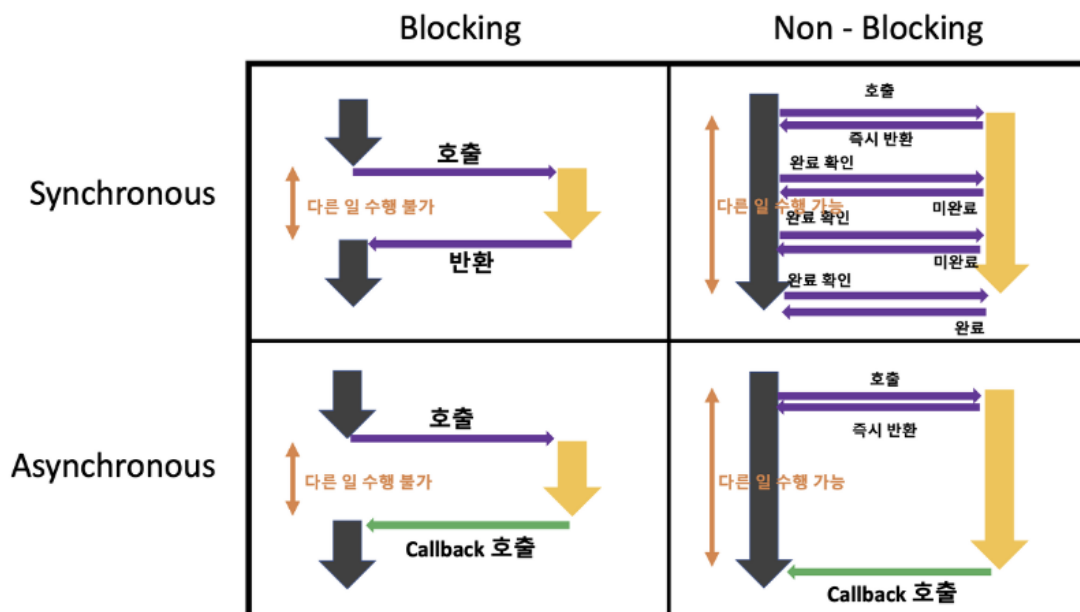 Blocking
Non - Blocking
Synchronous
호출
다른 일 수행 불가
반환
호출
즉시 반환
완료 확인
미완료
다른 일 수행 가능
완료 확인
미완료
완료 확인
완료
Asynchronous
호출
다른 일 수행 불가
Callback 호출
호출
즉시 반환
다른 일 수행 가능
Callback 호출